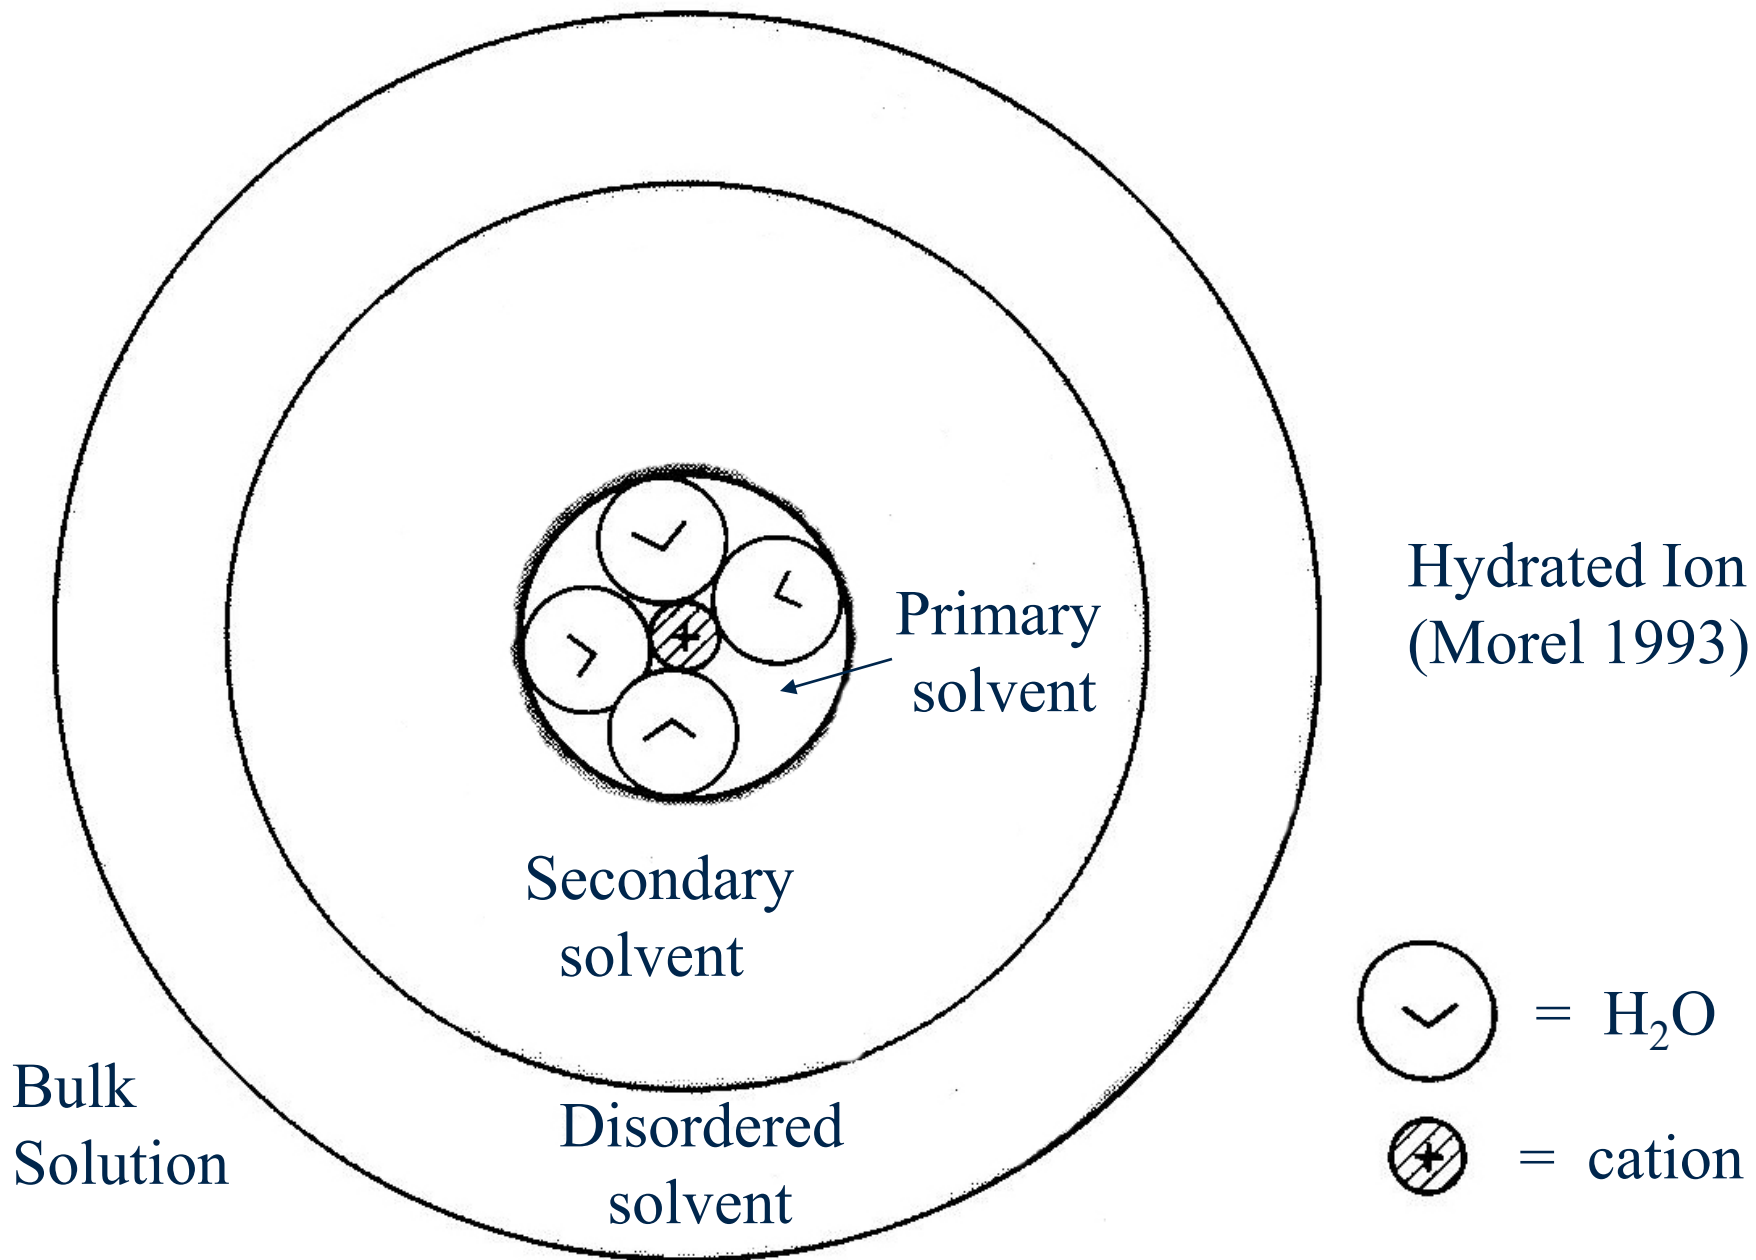 Primary
solvent
Hydrated Ion
(Morel 1993)
Secondary
solvent
= H₂O
Bulk
Solution
Disordered
solvent
= cation
+
+